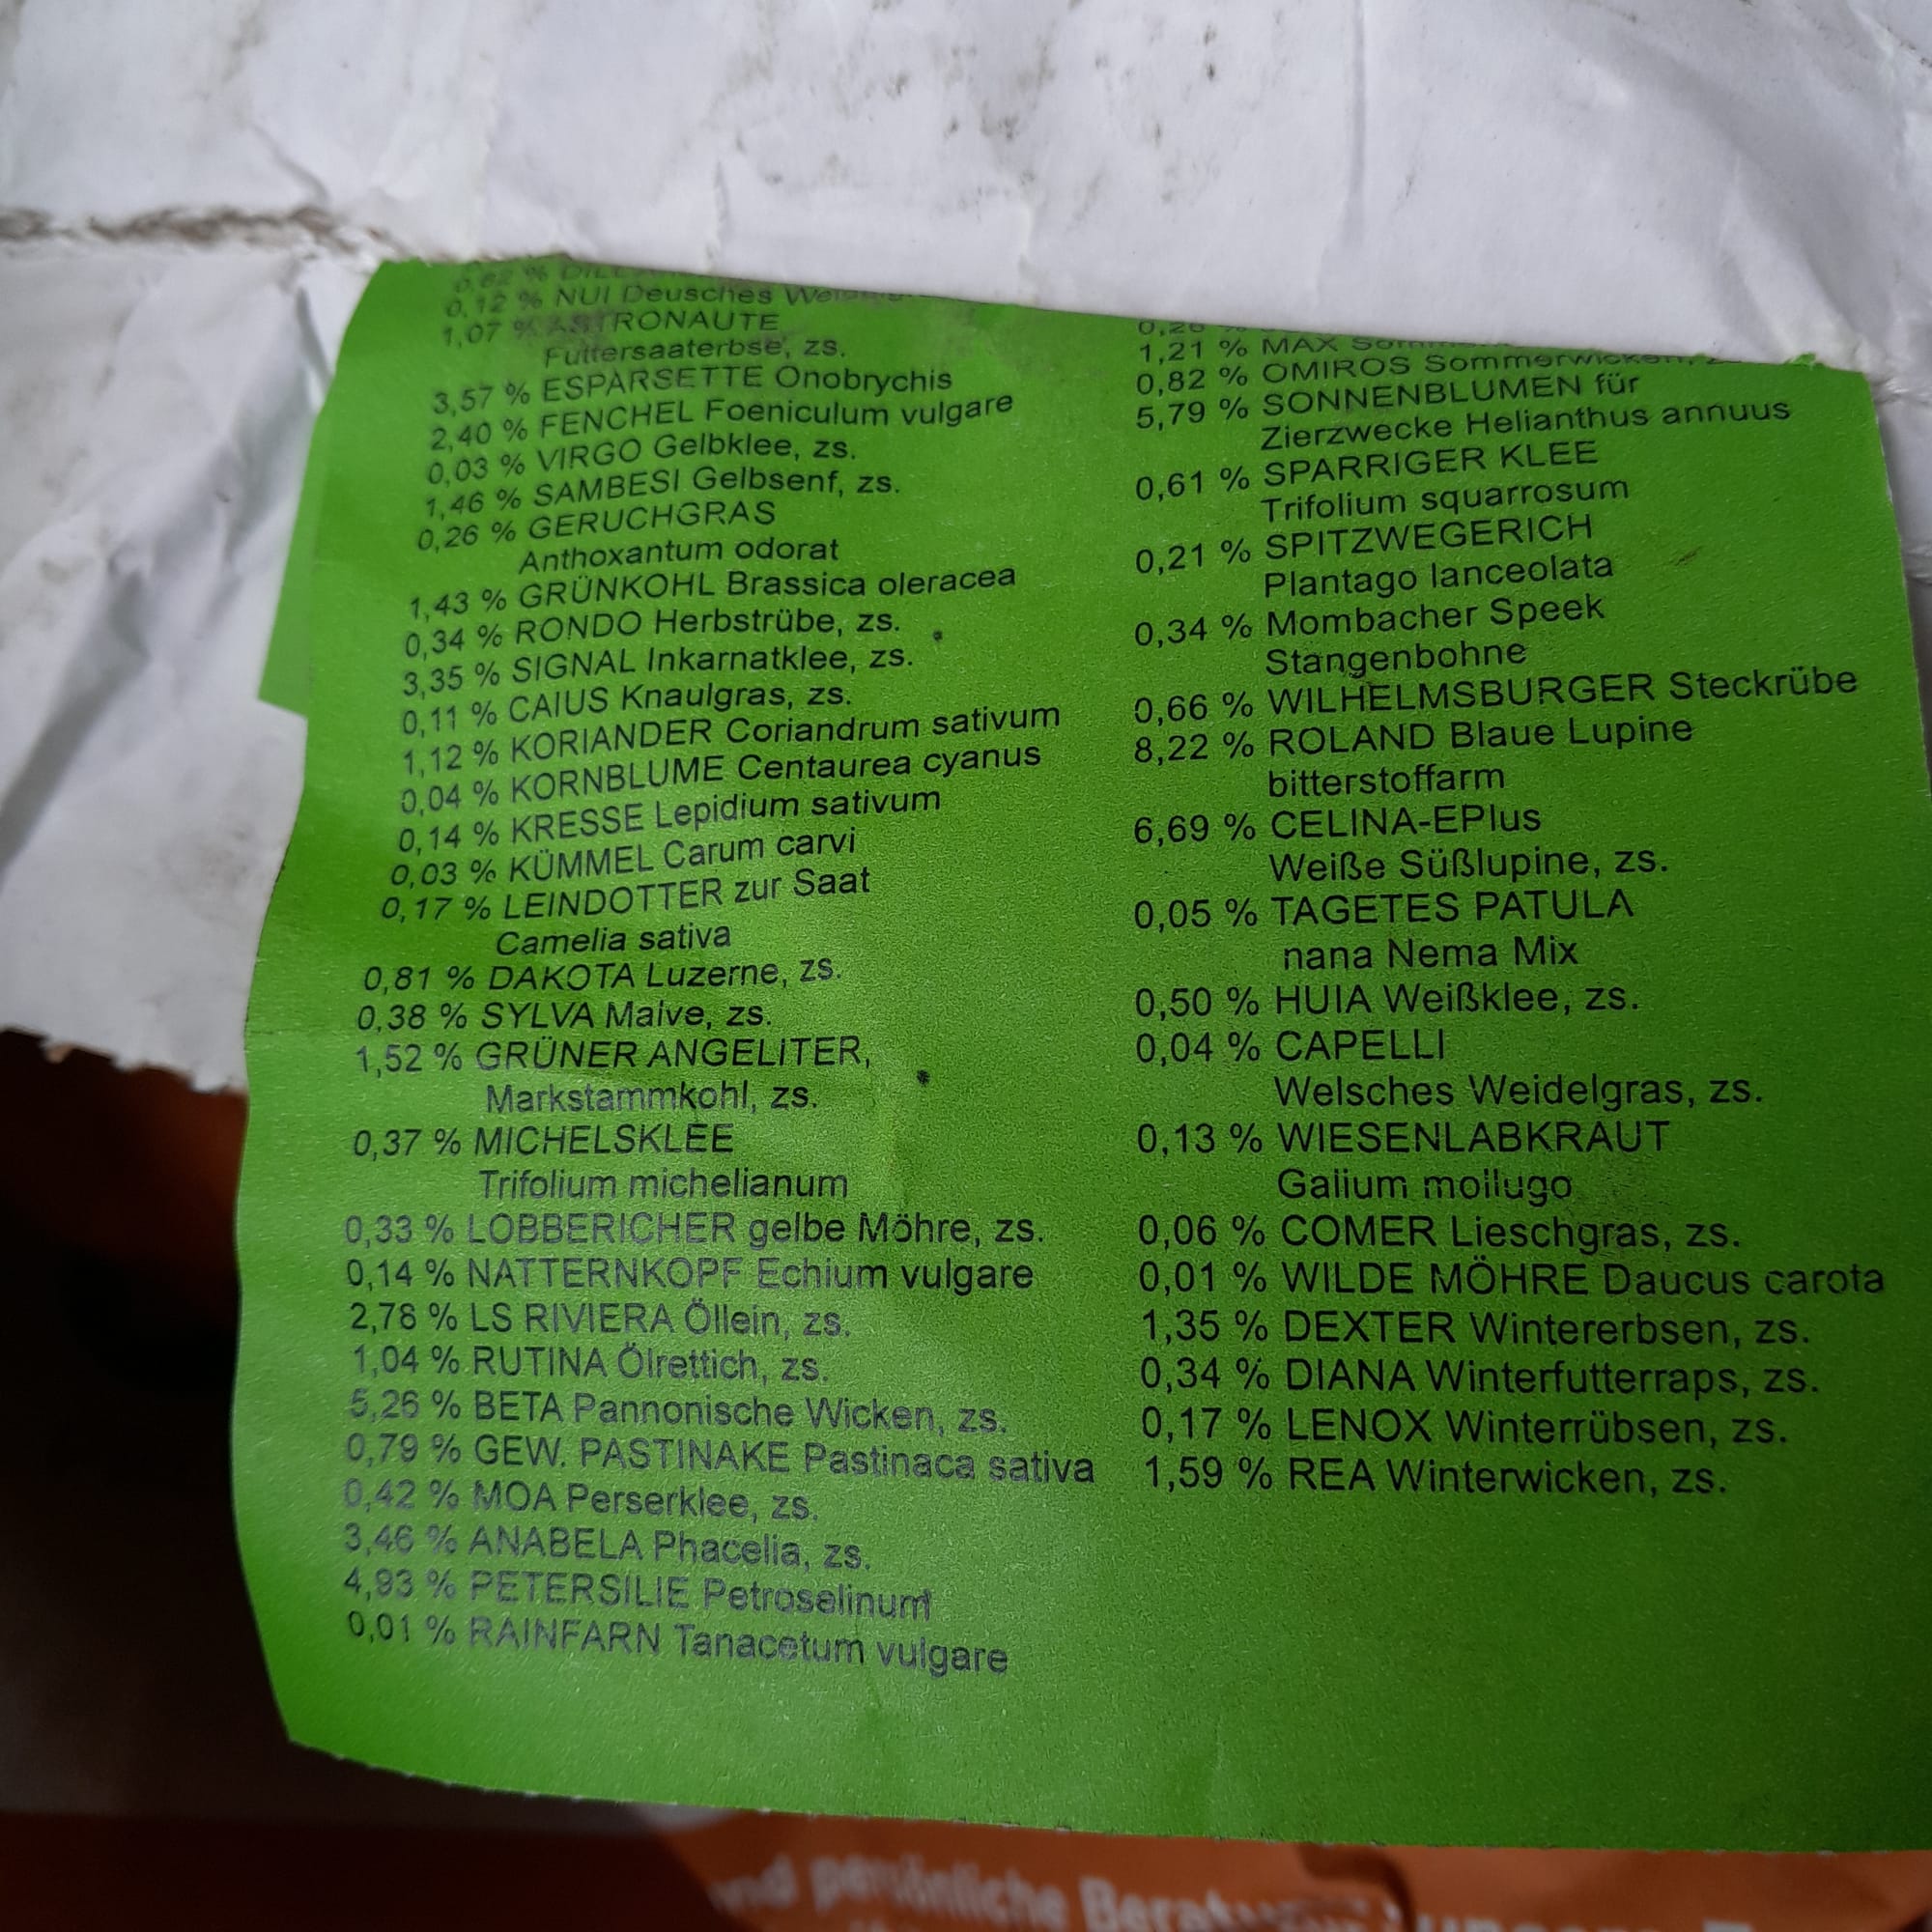 0,62 % DILL
0,12 % NUI Deusches
1,07 % ASTRONAUTE
Futtersaaterbse, zs.
3,57 % ESPARSETTE Onobrychis
2,40 % FENCHEL Foeniculum vulgare
0,03 % VIRGO Gelbklee, zs.
1,46 % SAMBESI Gelbsenf, zs.
0,26 % GERUCHGRAS
Anthoxantum odorat
1,43 % GRÜNKOHL Brassica oleracea
0,34 % RONDO Herbstrübe, zs.
3,35 % SIGNAL Inkarnatklee, zs.
0,11 % CAIUS Knaulgras, zs.
1,12 % KORIANDER Coriandrum sativum
0,04 % KORNBLUME Centaurea cyanus
0,14 % KRESSE Lepidium sativum
0,03 % KÜMMEL Carum carvi
0,17 % LEINDOTTER zur Saat
Camelia sativa
0,81 % DAKOTA Luzerne, zs.
0,38 % SYLVA Malve, zs.
1,52 % GRÜNER ANGELITER,
Markstammkohl, zs.
0,37 % MICHELSKLEE
Trifolium michelianum
0,33 % LOBBERICHER gelbe Möhre, zs.
0,14 % NATTERNKOPF Echium vulgare
2,78 % LS RIVIERA Öllein, zs.
1,04 % RUTINA Ölrettich, zs.
5,26 % BETA Pannonische Wicken, zs.
0,79 % GEW. PASTINAKE Pastinaca sativa
0,42 % MOA Perserklee, zs.
3,46 % ANABELA Phacelia, zs.
4,93 % PETERSILIE Petroselinum
0,01 % RAINFARN Tanacetum vulgare
1,21 % MAX
0,82 % OMIROS Sommerwicken,
5,79 % SONNENBLUMEN für
Zierzwecke Helianthus annuus
0,61 % SPARRIGER KLEE
Trifolium squarrosum
0,21 % SPITZWEGERICH
Plantago lanceolata
0,34 % Mombacher Speek
Stangenbohne
0,66 % WILHELMSBURGER Steckrübe
8,22 % ROLAND Blaue Lupine
bitterstoffarm
6,69 % CELINA-EPlus
Weiße Süßlupine, zs.
0,05 % TAGETES PATULA
nana Nema Mix
0,50 % HUIA Weißklee, zs.
0,04 % CAPELLI
Welsches Weidelgras, zs.
0,13 % WIESENLABKRAUT
Galium mollugo
0,06 % COMER Lieschgras, zs.
0,01 % WILDE MÖHRE Daucus carota
1,35 % DEXTER Wintererbsen, zs.
0,34 % DIANA Winterfutterraps, zs.
0,17 % LENOX Winterrübsen, zs.
1,59 % REA Winterwicken, zs.
persönliche